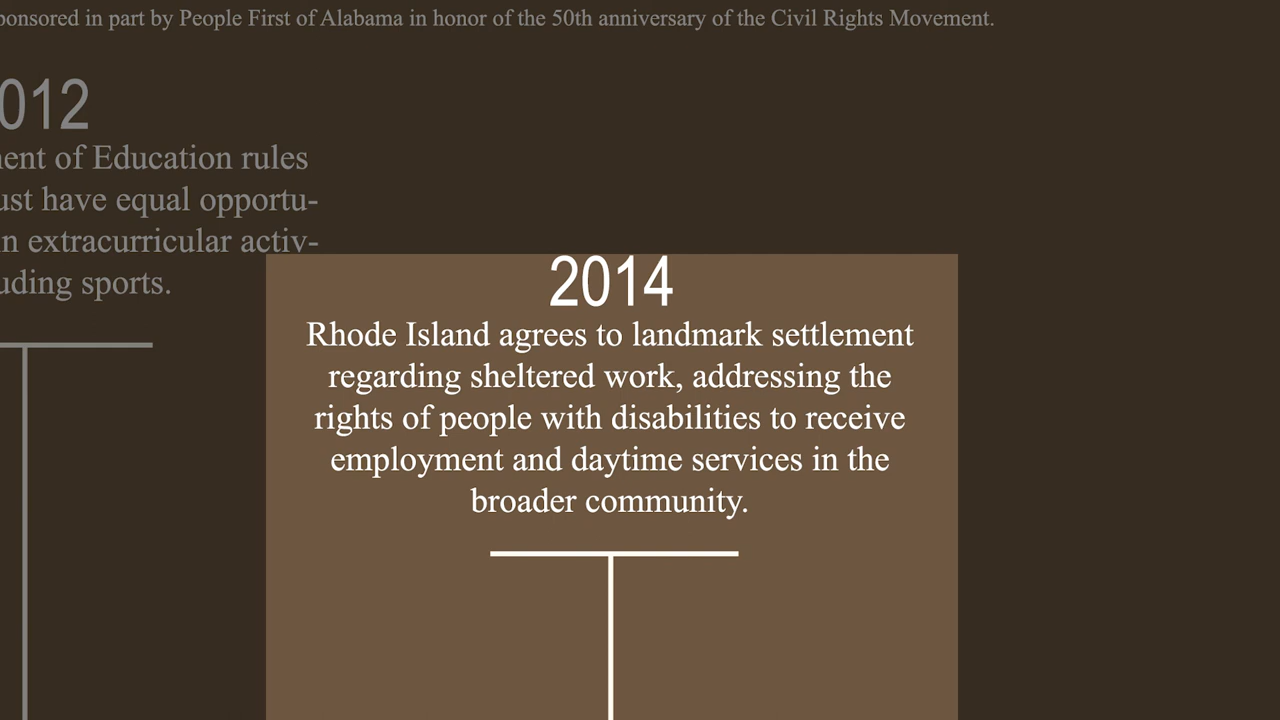 ponsored in part by People First of Alabama in honor of the 50th anniversary of the Civil Rights Movement.
012
ent of Education rules
ust have equal opportu-
n extracurricular activ-
uding sports.
2014
Rhode Island agrees to landmark settlement
regarding sheltered work, addressing the
rights of people with disabilities to receive
employment and daytime services in the
broader community.